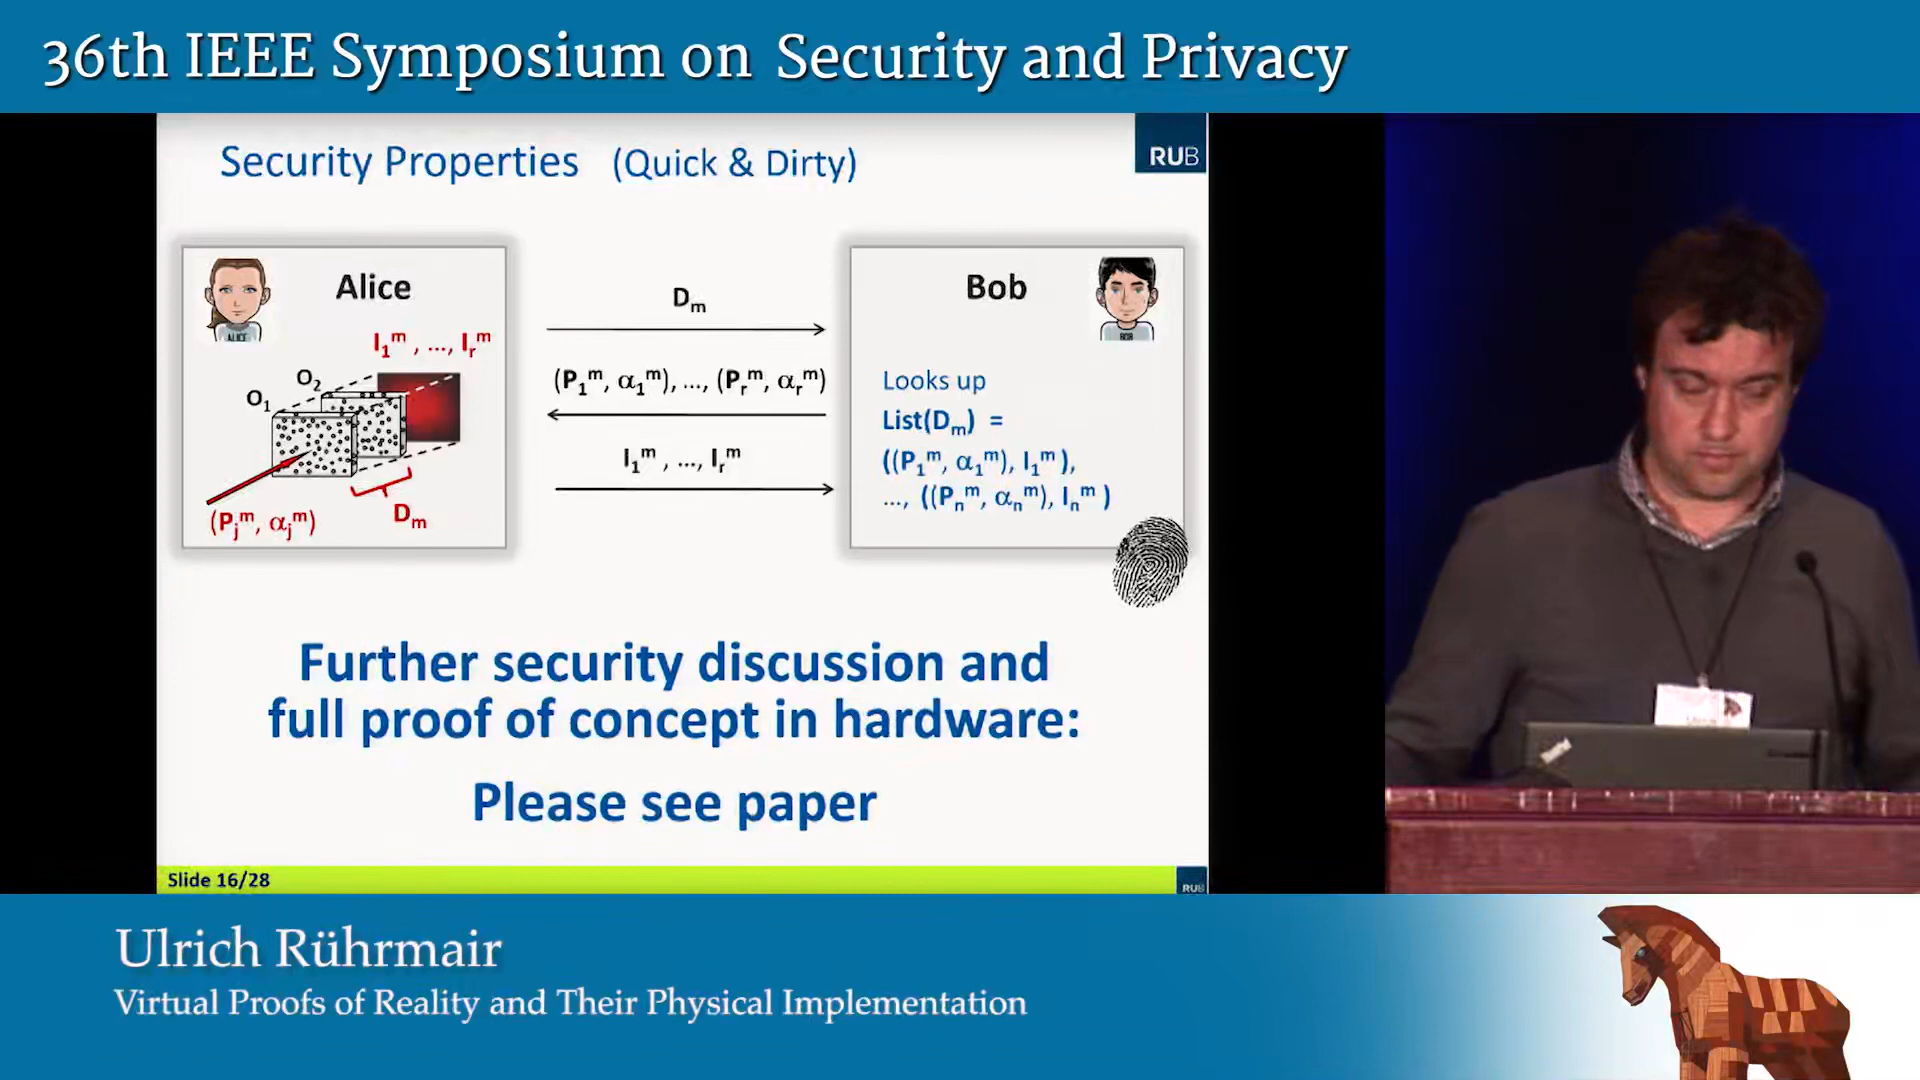 36th IEEE Symposium on Security and Privacy
Security Properties (Quick & Dirty)
RUB
Alice
I₁ᵐ , ..., Iᵣᵐ
O₂
O₁
(Pⱼᵐ, αⱼᵐ)
Dₘ
ALICE
Dₘ
(P₁ᵐ, α₁ᵐ), ..., (Pᵣᵐ, αᵣᵐ)
I₁ᵐ , ..., Iᵣᵐ
Bob
BOB
Looks up
List(Dₘ) =
((P₁ᵐ, α₁ᵐ), I₁ᵐ ),
..., ((Pₙᵐ, αₙᵐ), Iₙᵐ )
Further security discussion and
full proof of concept in hardware:
Please see paper
Slide 16/28
RUB
Ulrich Rührmair
Virtual Proofs of Reality and Their Physical Implementation